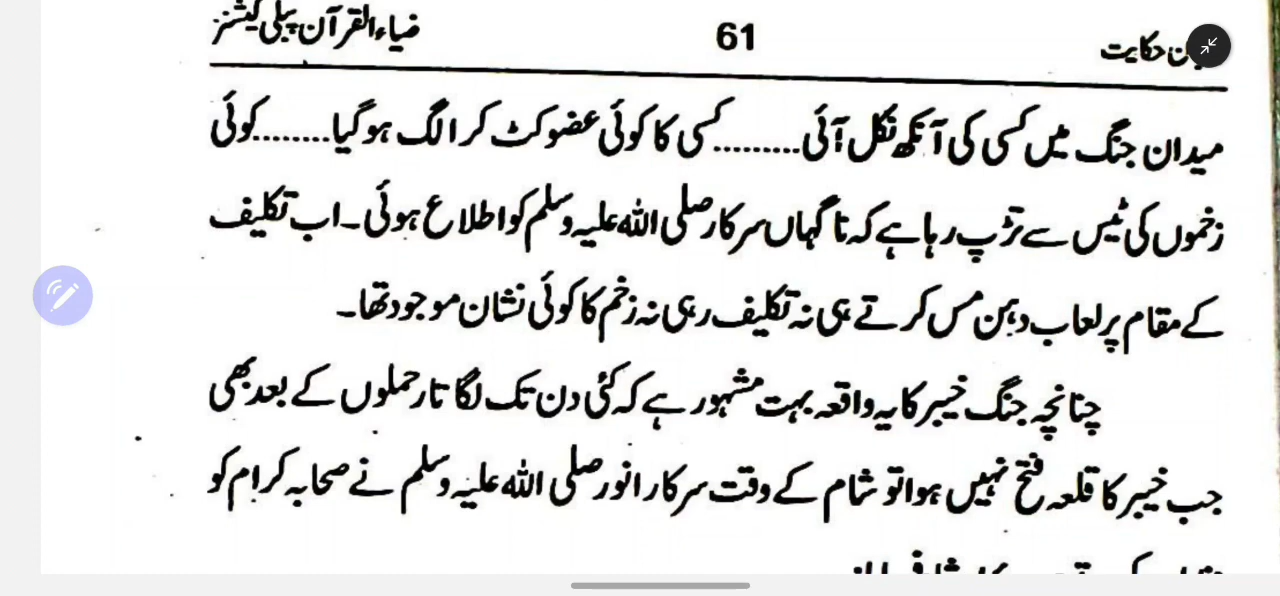 ضیاء القرآن پبلی کیشنز
61
حکایت
میدان جنگ میں کسی کی آنکھ نکل آئی.........کسی کا کوئی عضو کٹ کر الگ ہو گیا........کوئی
زخموں کی ٹیس سے تڑپ رہا ہے کہ ناگہاں سرکار صلی اللہ علیہ وسلم کو اطلاع ہوئی۔ اب تکلیف
کے مقام پر لعاب دہن مس کرتے ہی نہ تکلیف رہی نہ زخم کا کوئی نشان موجود تھا۔
چنانچہ جنگ خیبر کا یہ واقعہ بہت مشہور ہے کہ کئی دن تک لگا تار حملوں کے بعد بھی
جب خیبر کا قلعہ فتح نہیں ہوا تو شام کے وقت سرکار انور صلی اللہ علیہ وسلم نے صحابہ کرام کو